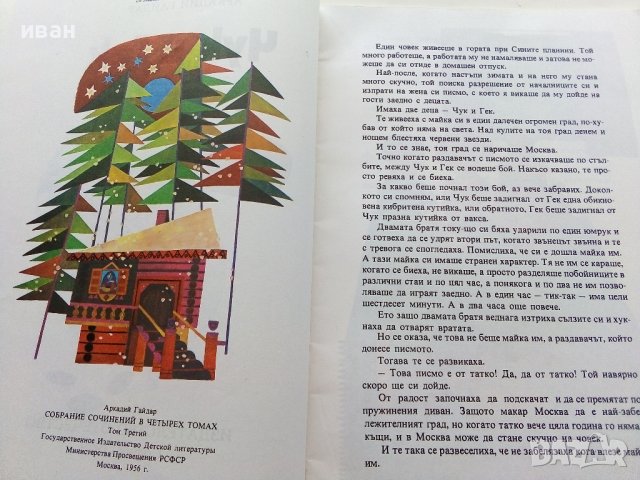 иван
Аркадий Гайдар
СОБРАНИЕ СОЧИНЕНИЙ В ЧЕТЫРЕХ ТОМАХ
Том Третий
Государственное Издательство Детской литературы
Министерства Просвещения РСФСР
Москва, 1956 г.
Един човек живееше в гората при Сините планини. Той
много работеше, а работата му не намаляваше и затова не мо-
жеше да си отиде в домашен отпуск.
Най-после, когато настъпи зимата и на него му стана
много скучно, той поиска разрешение от началниците си и
изпрати на жена си писмо, с което я викаше да му дойде на
гости заедно с децата.
Имаха две деца — Чук и Гек.
Те живееха с майка си в един далечен огромен град, по-ху-
бав от който няма на света. Над кулите на тоя град денем и
нощем блестяха червени звезди.
И то се знае, тоя град се наричаше Москва.
Точно когато раздавачът с писмото се изкачваше по стъл-
бите, между Чук и Гек се водеше бой. Накъсо казано, те про-
сто ревяха и се биеха.
За какво беше почнал този бой, аз вече забравих. Докол-
кото си спомням, или Чук беше задигнал от Гек една обикно-
вена кибритена кутийка, или обратното, Гек беше задигнал от
Чук празна кутийка от вакса.
Двамата братя току-що си бяха ударили по един юмрук и
се готвеха да се ударят втори път, когато звънецът звънна и те
с тревога се спогледаха. Помислиха, че си е дошла майка им.
А тази майка си имаше странен характер. Тя не им се караше,
когато се биеха, не викаше, а просто разделяше побойниците в
различни стаи и по цял час, а понякога и по два не им позво-
ляваше да играят заедно. А в един час — тик-так — има цели
шестдесет минути. А в два часа още повече.
Ето защо двамата братя веднага изтриха сълзите си и хук-
наха да отварят вратата.
Но се оказа, че това не беше майка им, а раздавачът, който
донесе писмото.
Тогава те се развикаха.
— Това писмо е от татко! Да, да от татко! Той навярно
скоро ще си дойде.
От радост започнаха да подскачат и да се премятат по
пружинения диван. Защото макар Москва да е най-забе-
лежителният град, но когато татко вече цяла година го няма
къщи, и в Москва може да стане скучно на човек.
И те така се развеселиха, че не забелязаха кога влезе май
им.